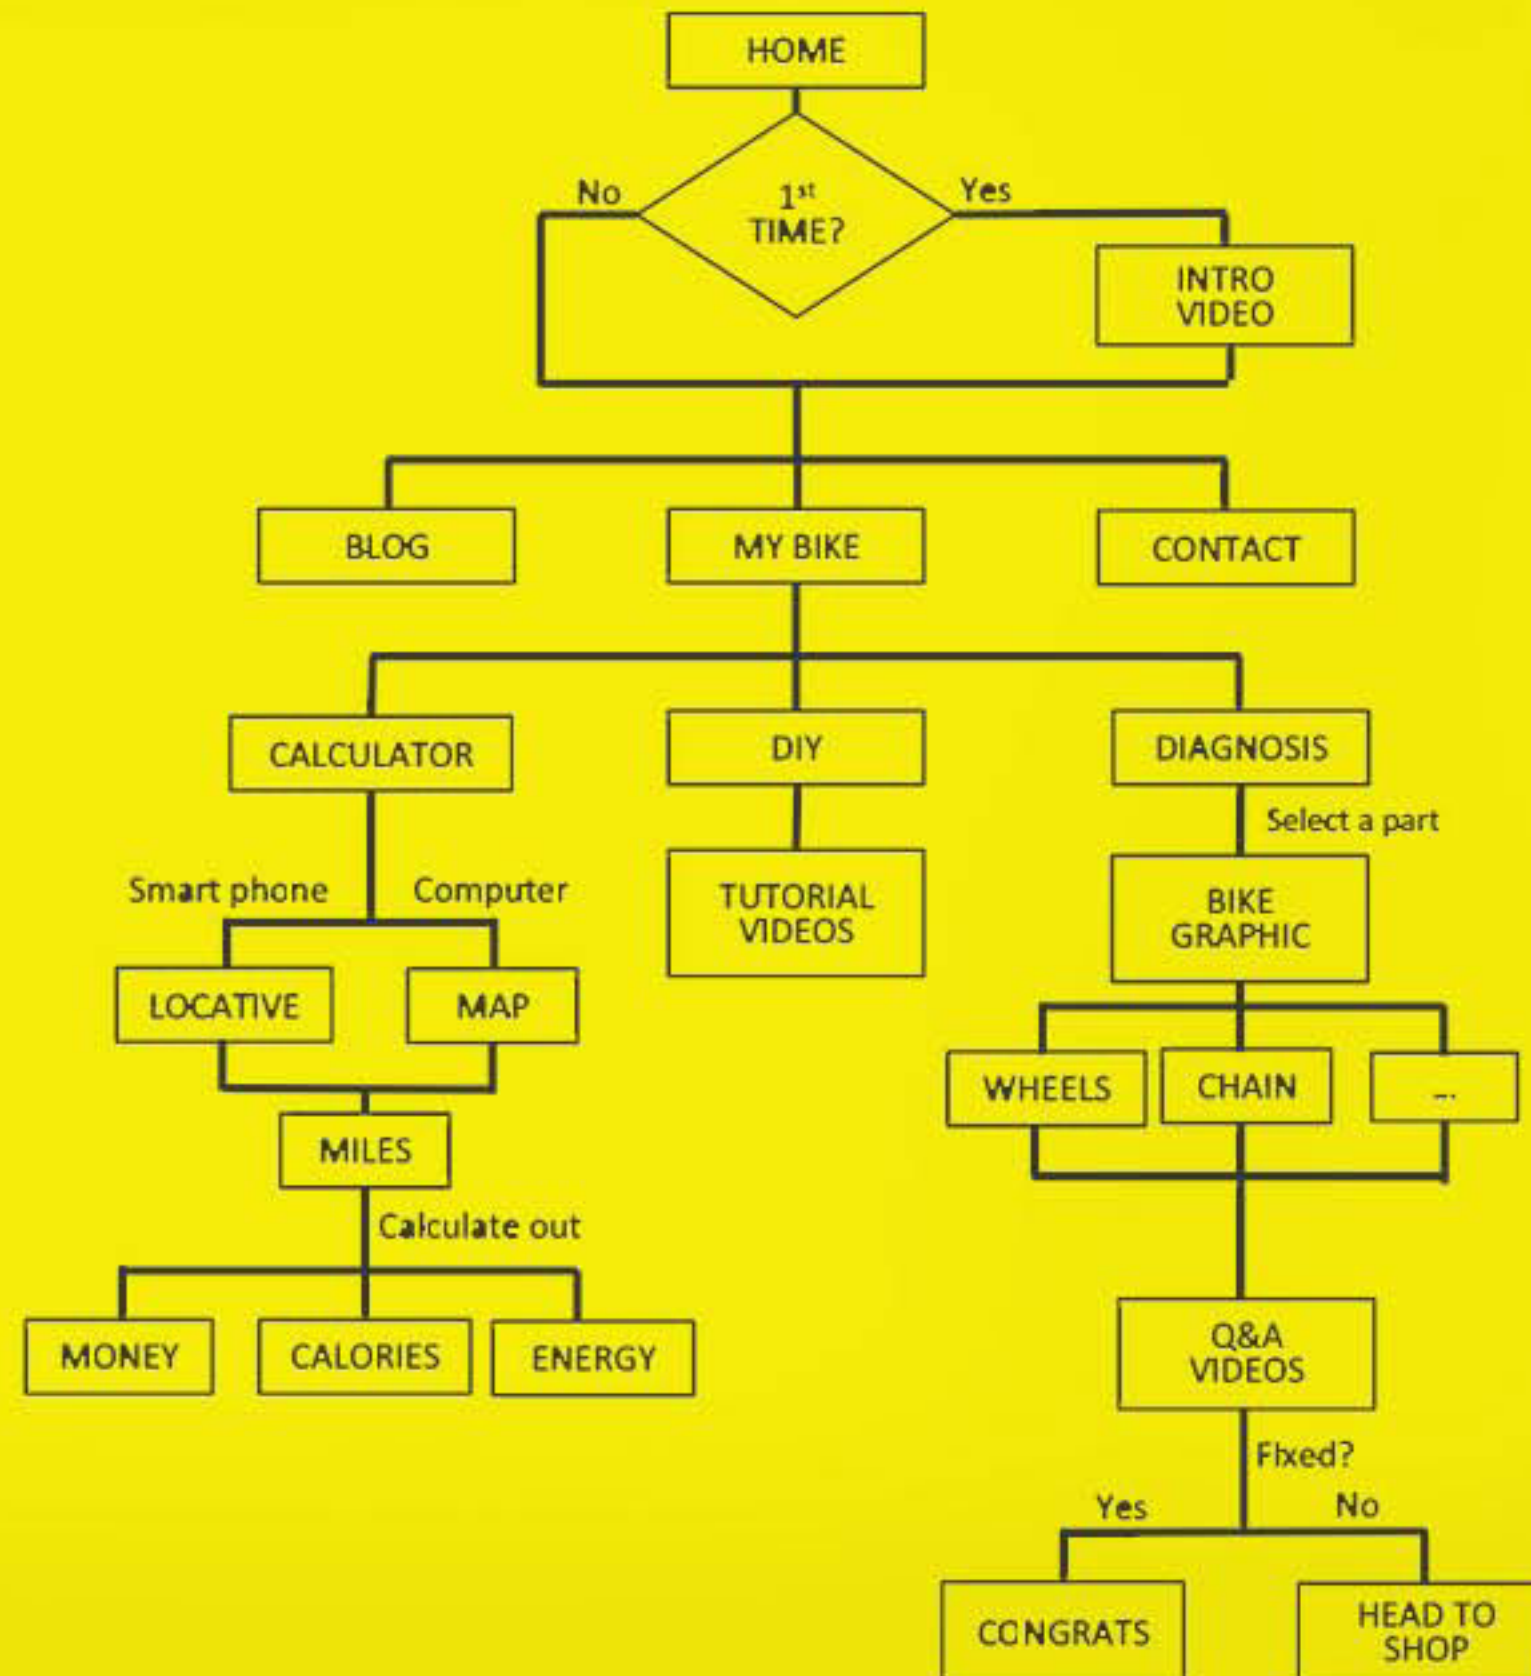 HOME
No
Yes
1st
TIME?
INTRO
VIDEO
BLOG
MY BIKE
CONTACT
CALCULATOR
DIY
DIAGNOSIS
Select a part
Smart phone
Computer
TUTORIAL
VIDEOS
BIKE
GRAPHIC
LOCATIVE
MAP
WHEELS
CHAIN
...
MILES
Calculate out
MONEY
CALORIES
ENERGY
Q&A
VIDEOS
Fixed?
Yes
No
CONGRATS
HEAD TO
SHOP